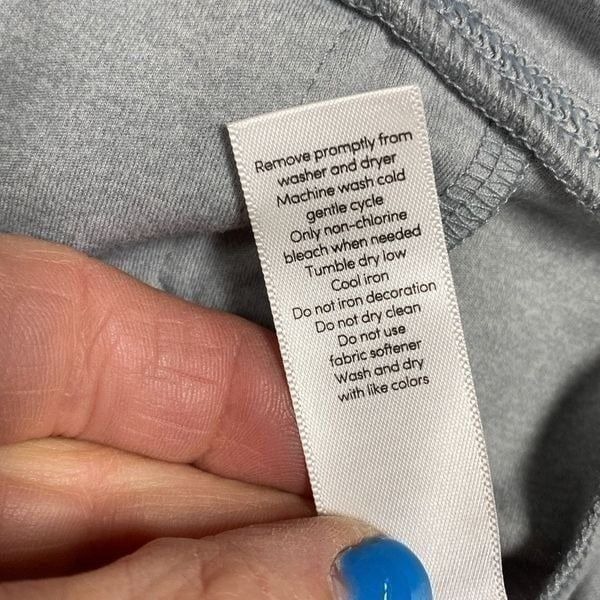 Remove promptly from
washer and dryer
Machine wash cold
gentle cycle
Only non-chlorine
bleach when needed
Tumble dry low
Cool iron
Do not iron decoration
Do not dry clean
Do not use
fabric softener
Wash and dry
with like colors